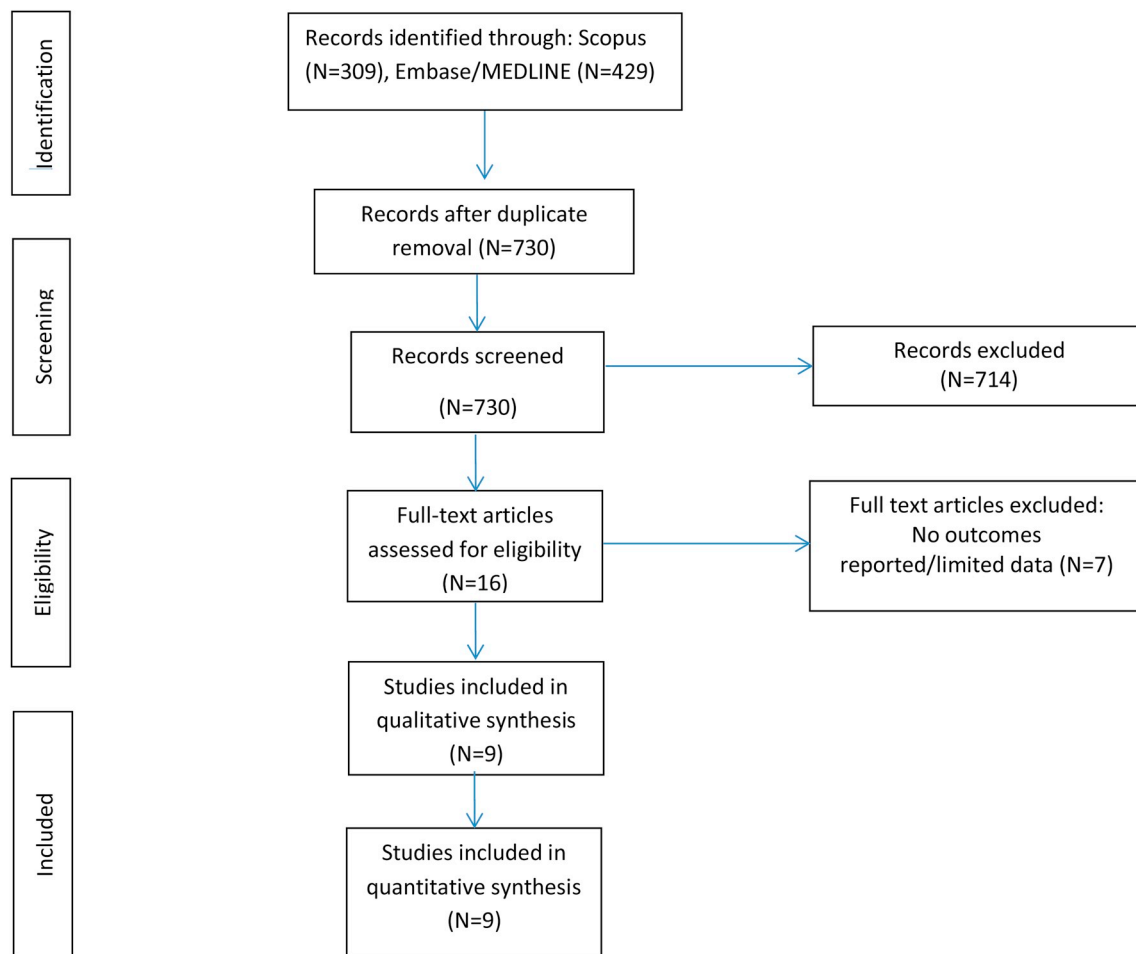 Identification
Records identified through: Scopus
(N=309), Embase/MEDLINE (N=429)
Records after duplicate
removal (N=730)
Screening
Records screened
(N=730)
Records excluded
(N=714)
Eligibility
Full-text articles
assessed for eligibility
(N=16)
Full text articles excluded:
No outcomes
reported/limited data (N=7)
Studies included in
qualitative synthesis
(N=9)
Included
Studies included in
quantitative synthesis
(N=9)